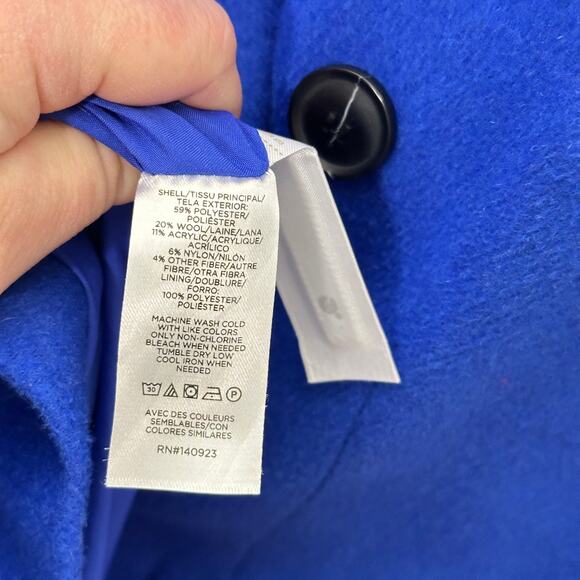 SHELL/TISSU PRINCIPAL/
TELA EXTERIOR:
59% POLYESTER/
POLIÉSTER
20% WOOL/LAINE/LANA
11% ACRYLIC/ACRYLIQUE/
ACRÍLICO
6% NYLON/NILÓN
4% OTHER FIBER/AUTRE
FIBRE/OTRA FIBRA
LINING/DOUBLURE/
FORRO:
100% POLYESTER/
POLIÉSTER
MACHINE WASH COLD
WITH LIKE COLORS
ONLY NON-CHLORINE
BLEACH WHEN NEEDED
TUMBLE DRY LOW
COOL IRON WHEN
NEEDED
30 P
AVEC DES COULEURS
SEMBLABLES/CON
COLORES SIMILARES
RN#140923